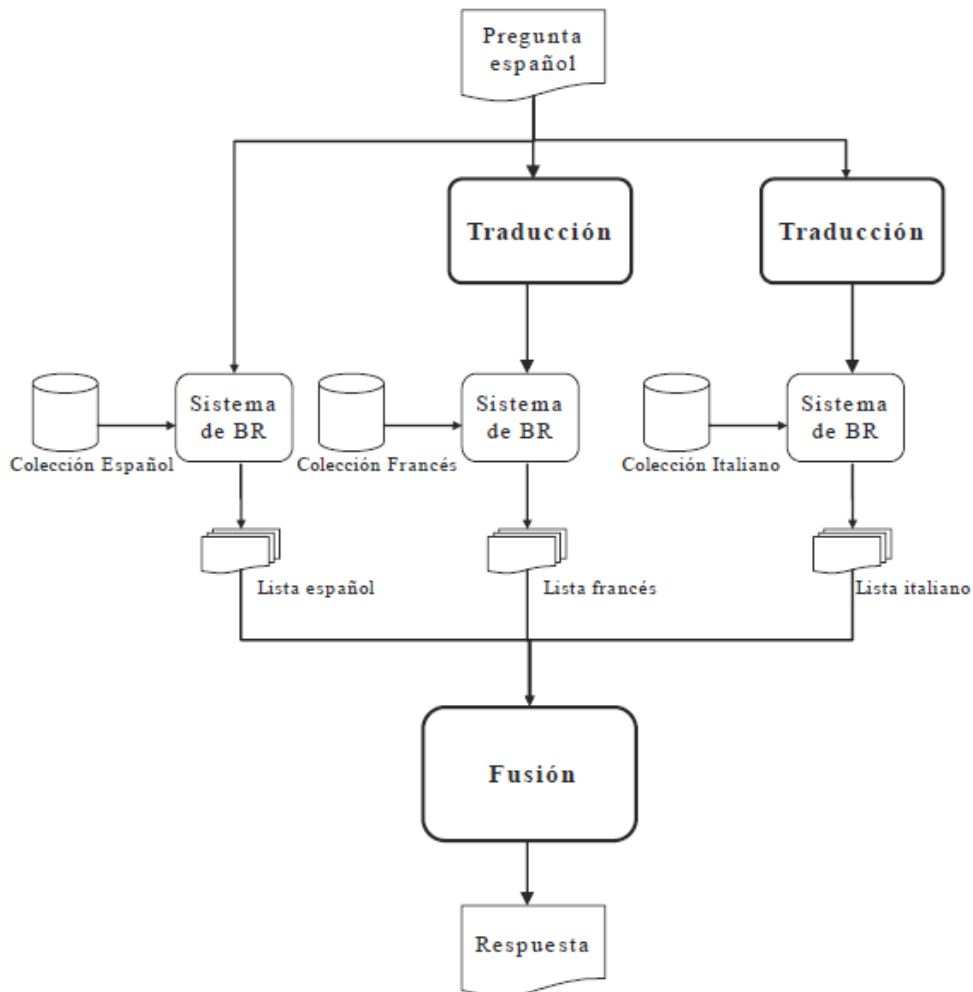 Pregunta
español
Traducción
Traducción
Sistema
de BR
Sistema
de BR
Sistema
de BR
Colección Español
Colección Francés
Colección Italiano
Lista español
Lista francés
Lista italiano
Fusión
Respuesta